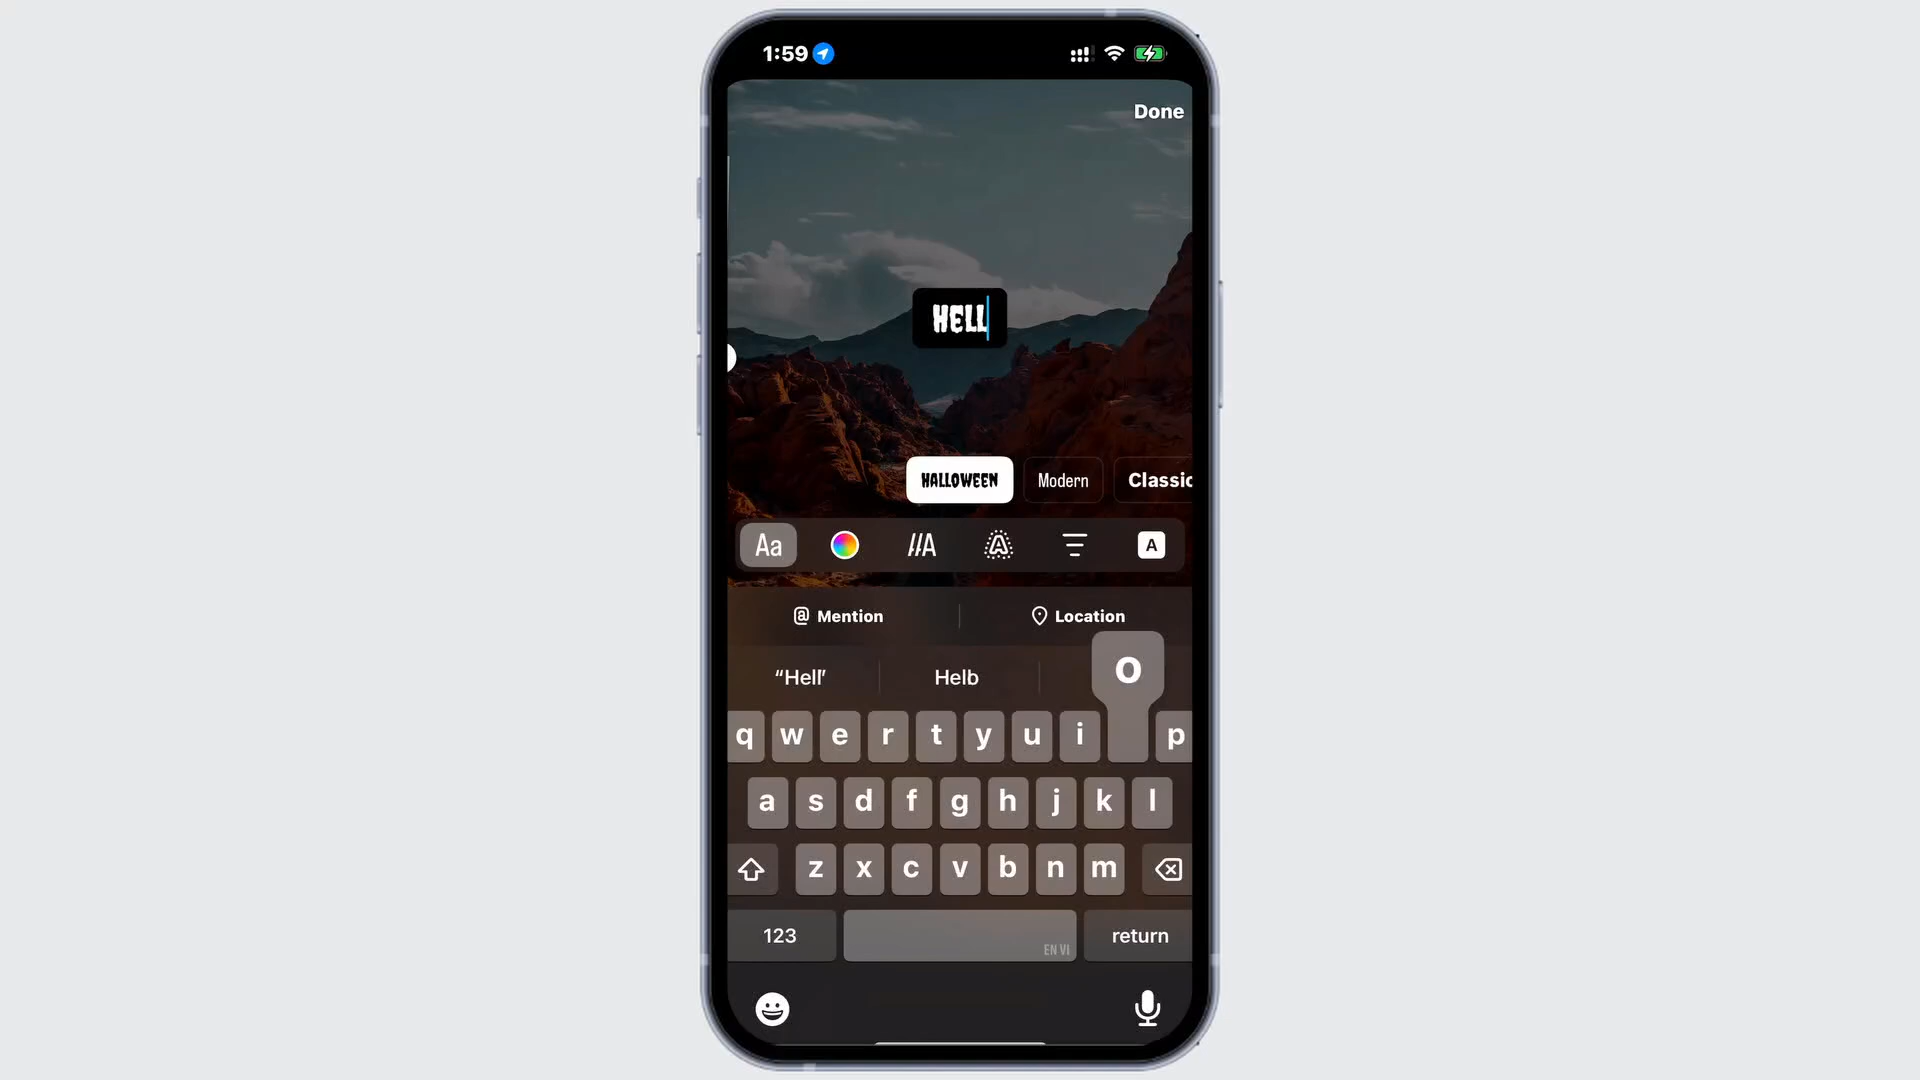 1:59
Done
HELL
HALLOWEEN Modern Classic
Aa A A A
@ Mention Location
“Hell” Helb
o
q w e r t y u i p
a s d f g h j k l
z x c v b n m
123 EN VI return